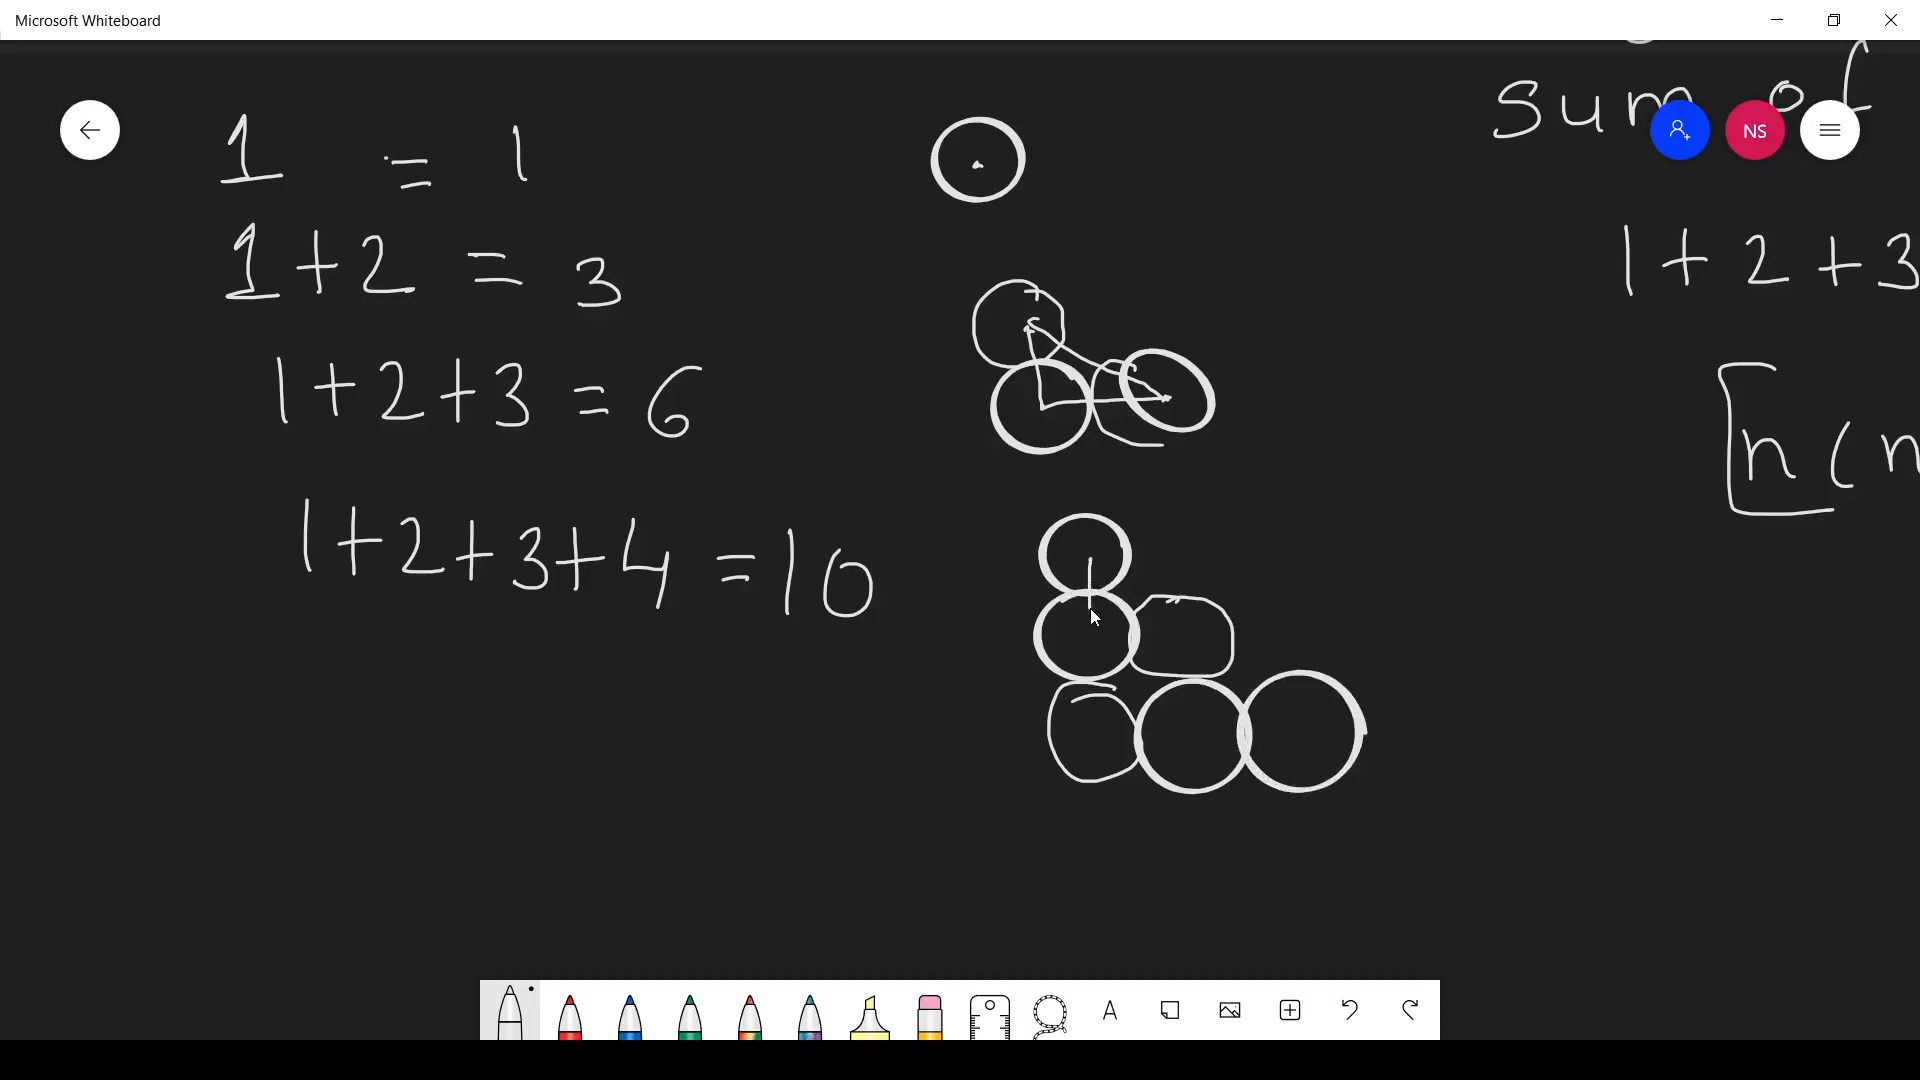 Microsoft Whiteboard
sum of
NS
1 = 1
1+2 = 3
1+2+3
1+2+3 = 6
n(n
1+2+3+4 = 10
A